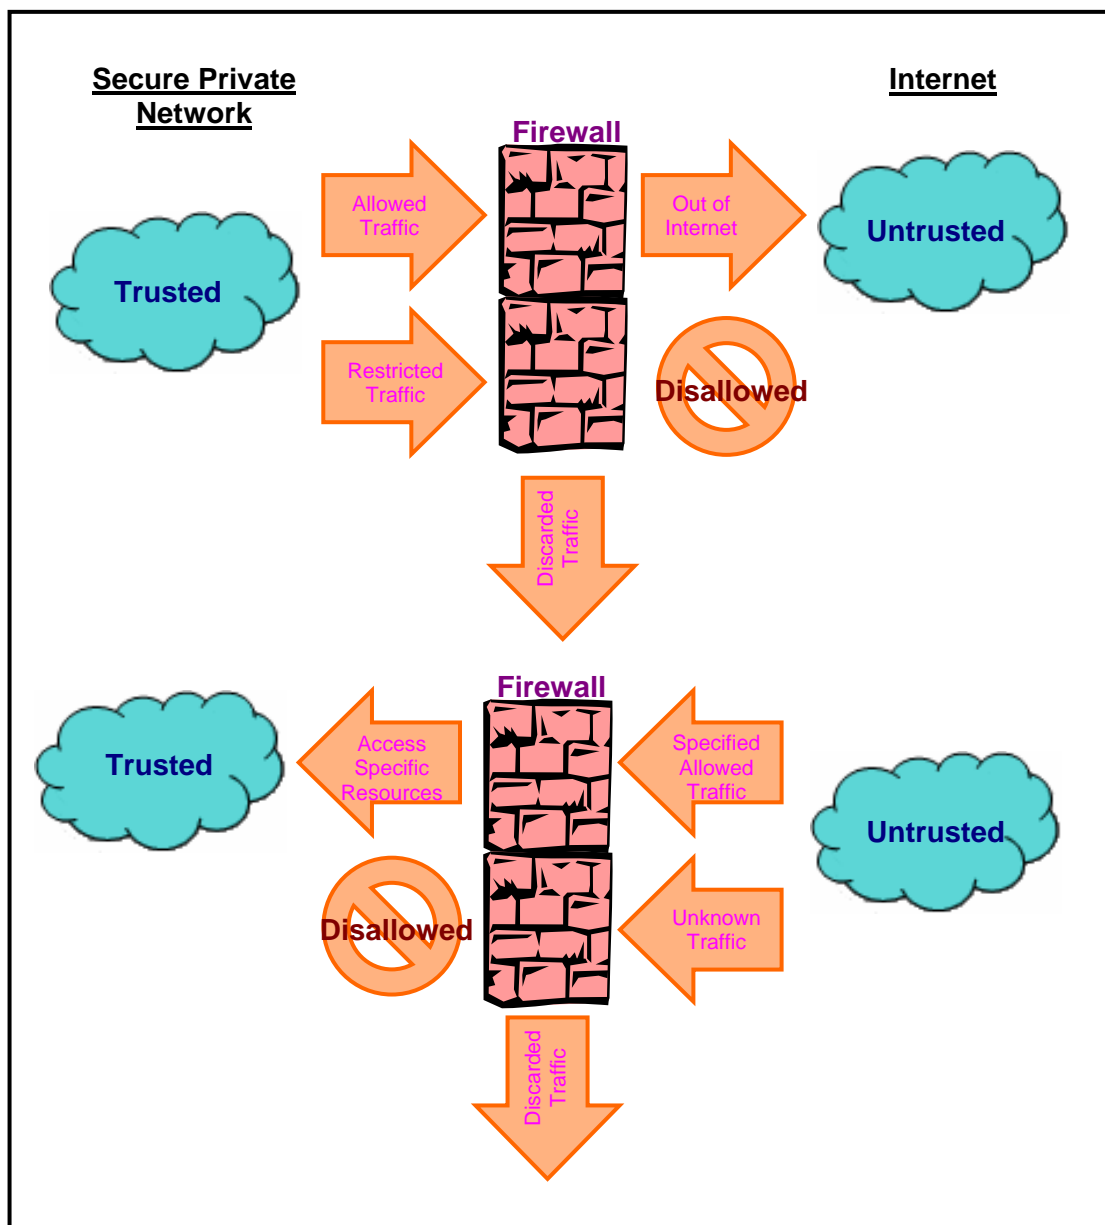 Secure Private
Network
Internet
Firewall
Allowed
Traffic
Out of
Internet
Trusted
Untrusted
Restricted
Traffic
Disallowed
Discarded
Traffic
Firewall
Trusted
Access
Specific
Resources
Specified
Allowed
Traffic
Untrusted
Disallowed
Unknown
Traffic
Discarded
Traffic